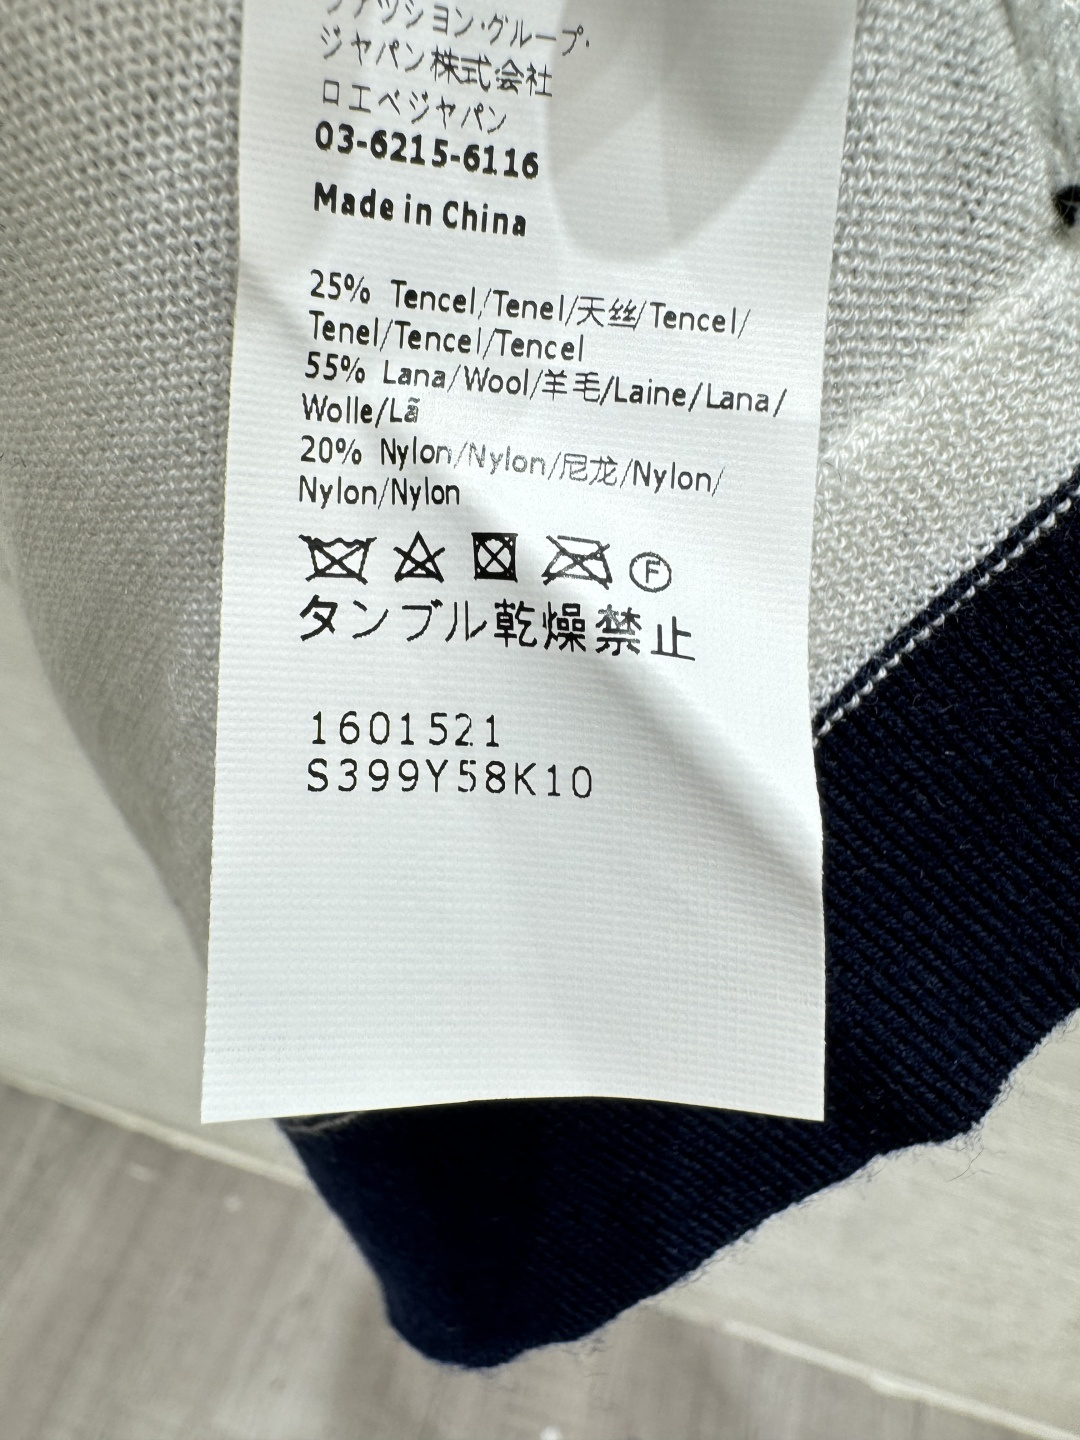 ファッション・グループ・
ジャパン株式会社
ロエベジャパン
03-6215-6116
Made in China
25% Tencel/Tenel/天丝/Tencel/
Tenel/Tencel/Tencel
55% Lana/Wool/羊毛/Laine/Lana/
Wolle/Lã
20% Nylon/Nylon/尼龙/Nylon/
Nylon/Nylon
F
タンブル乾燥禁止
1601521
S399Y58K10